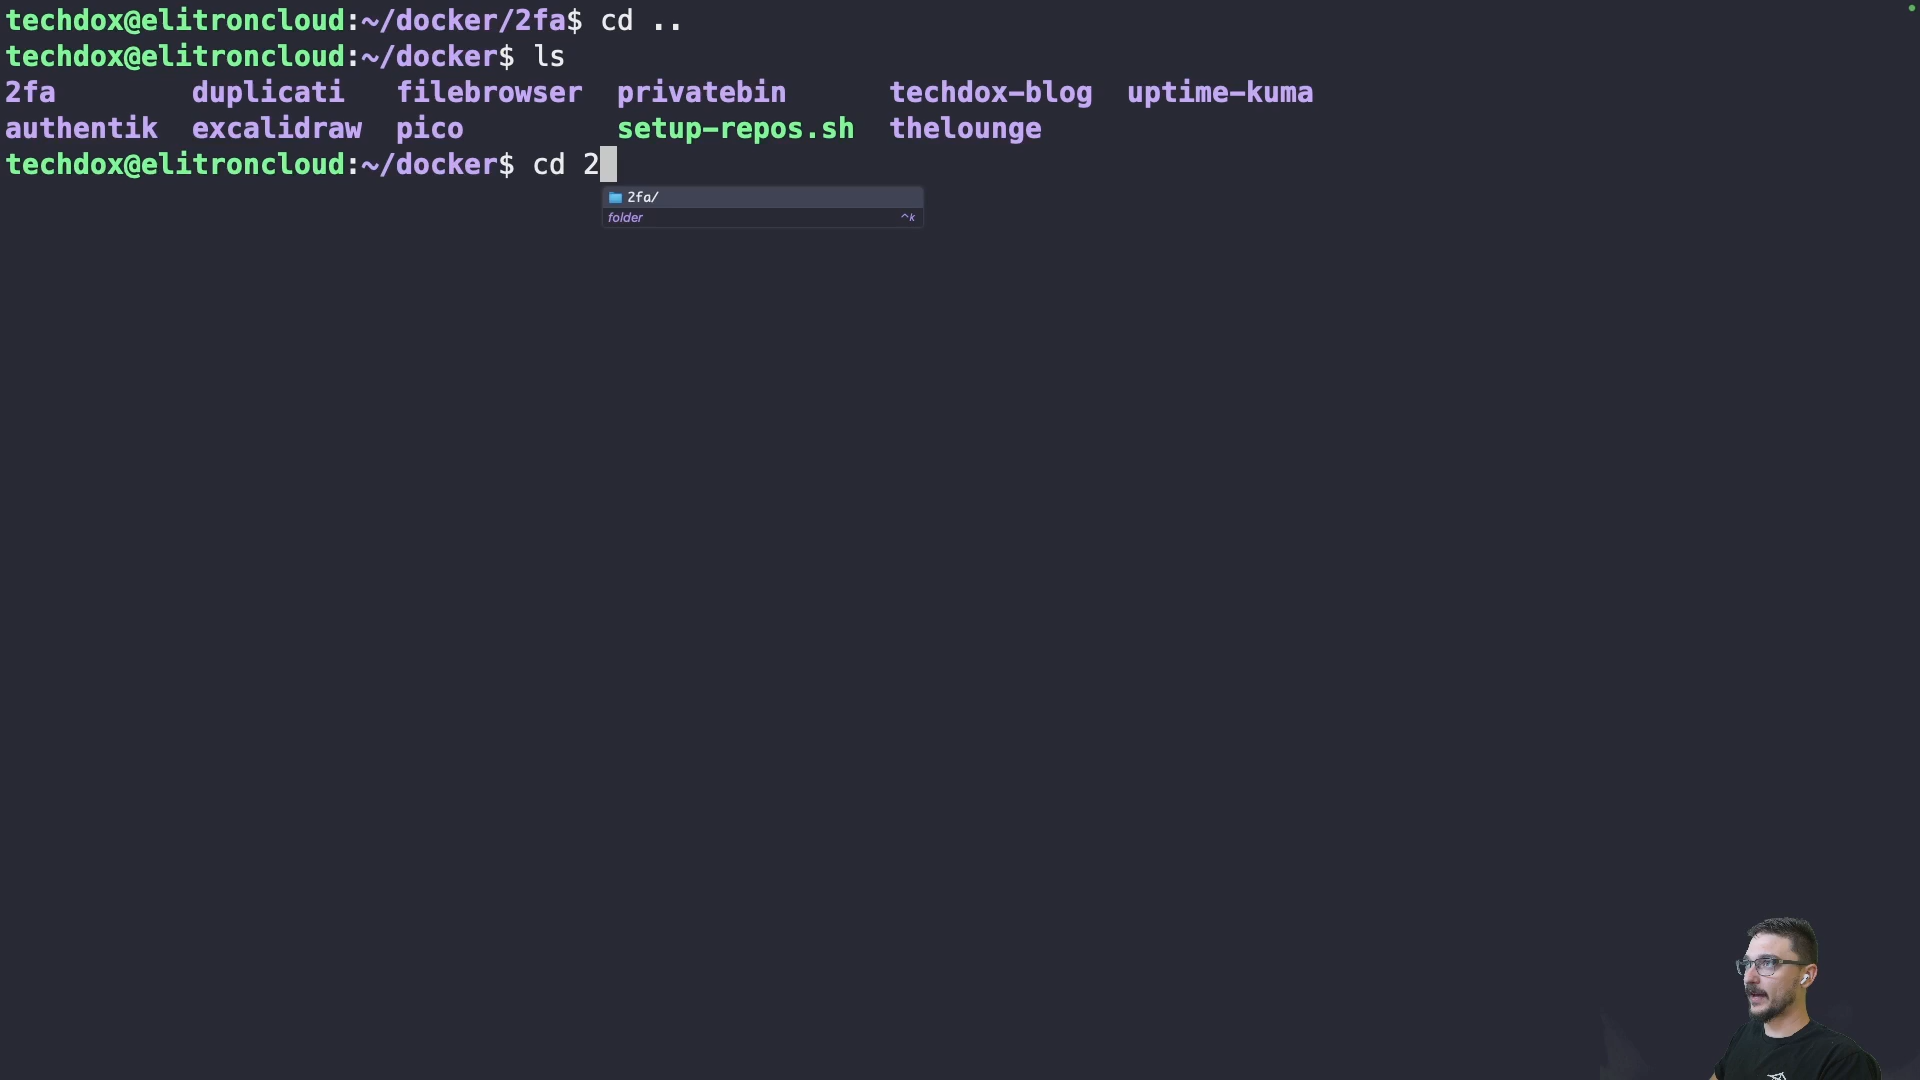 techdox@elitroncloud:~/docker/2fa$ cd ..
techdox@elitroncloud:~/docker$ ls
2fa duplicati filebrowser privatebin techdox-blog uptime-kuma
authentik excalidraw pico setup-repos.sh thelounge
techdox@elitroncloud:~/docker$ cd 2
2fa/
folder ^k